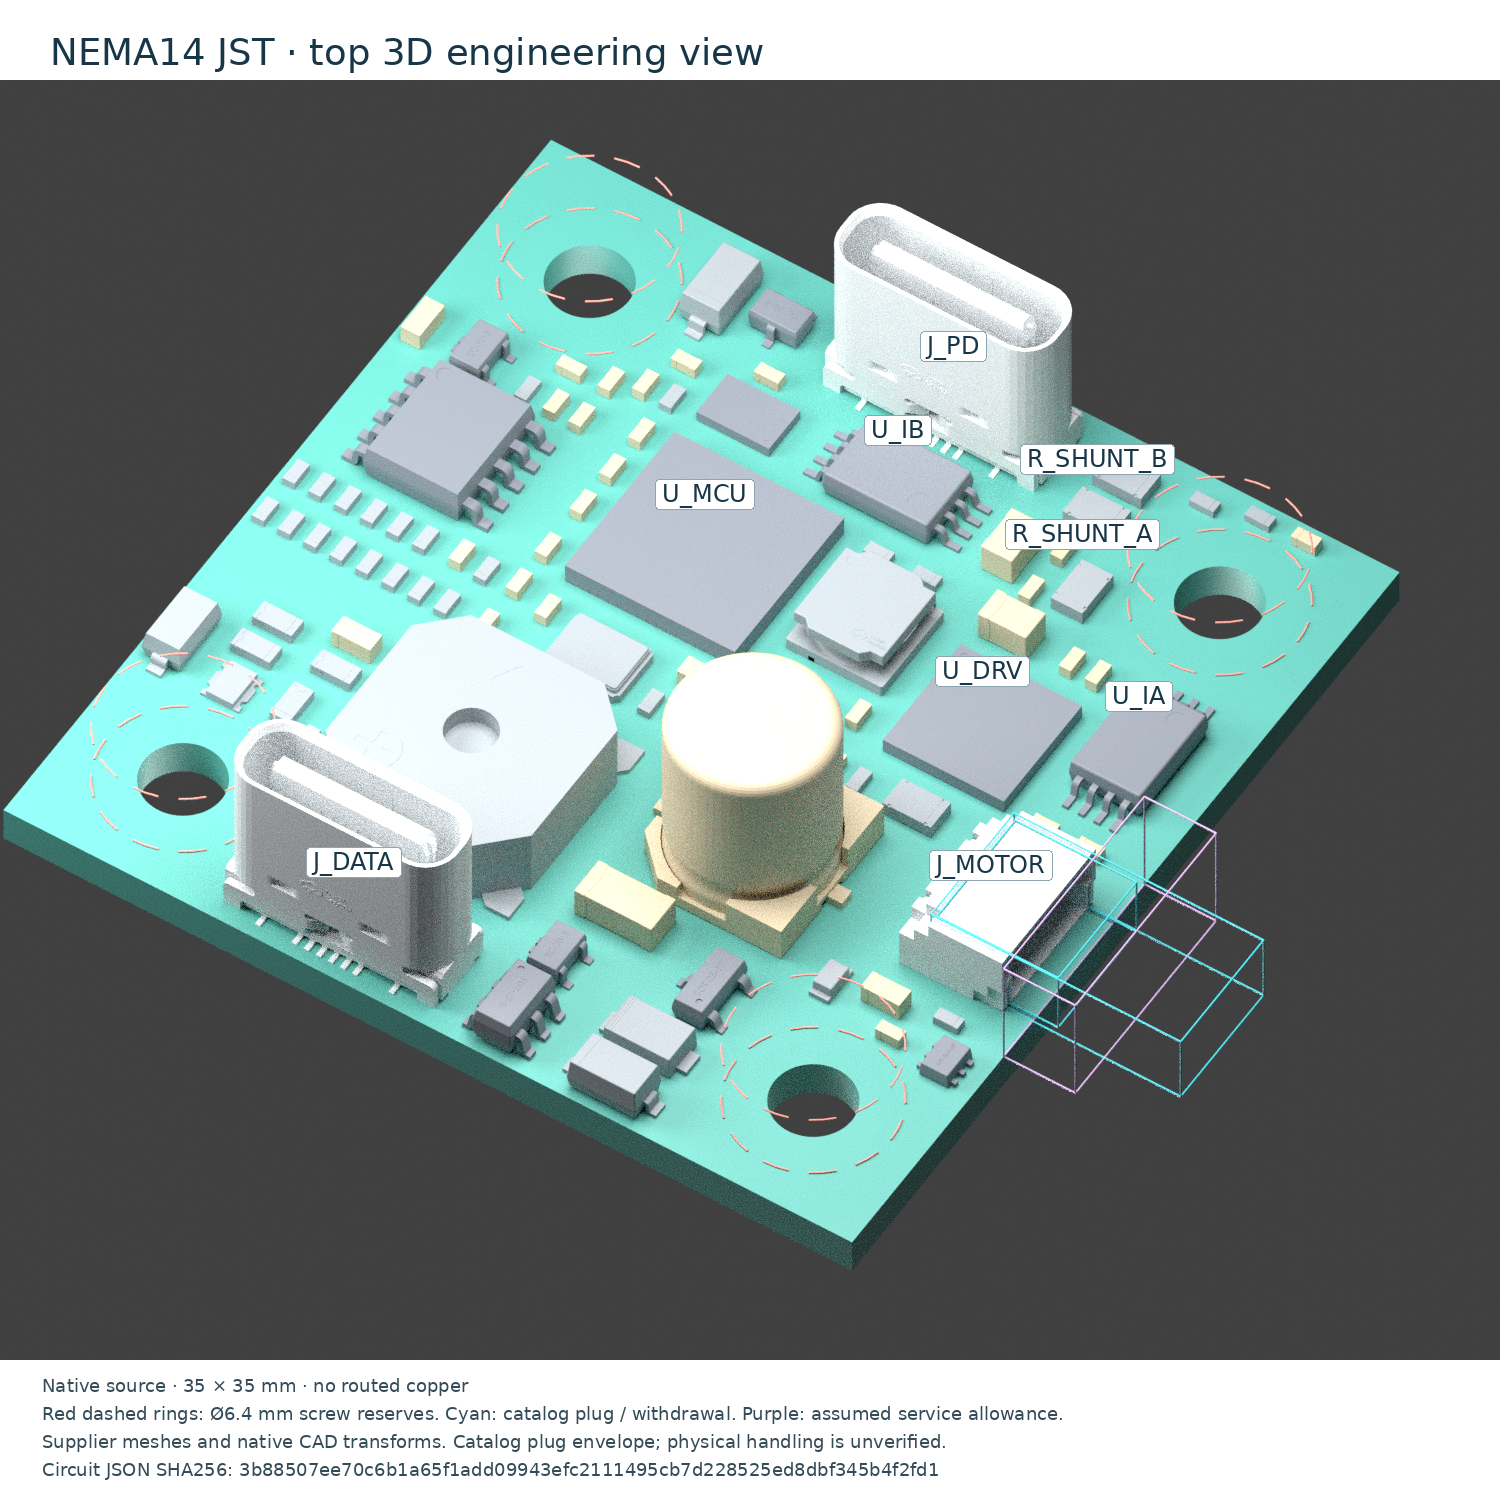 NEMA14 JST · top 3D engineering view
J_PD
U_IB
R_SHUNT_B
U_MCU
R_SHUNT_A
U_DRV
U_IA
J_DATA
J_MOTOR
Native source · 35 × 35 mm · no routed copper
Red dashed rings: Ø6.4 mm screw reserves. Cyan: catalog plug / withdrawal. Purple: assumed service allowance.
Supplier meshes and native CAD transforms. Catalog plug envelope; physical handling is unverified.
Circuit JSON SHA256: 3b88507ee70c6b1a65f1add09943efc2111495cb7d228525ed8dbf345b4f2fd1